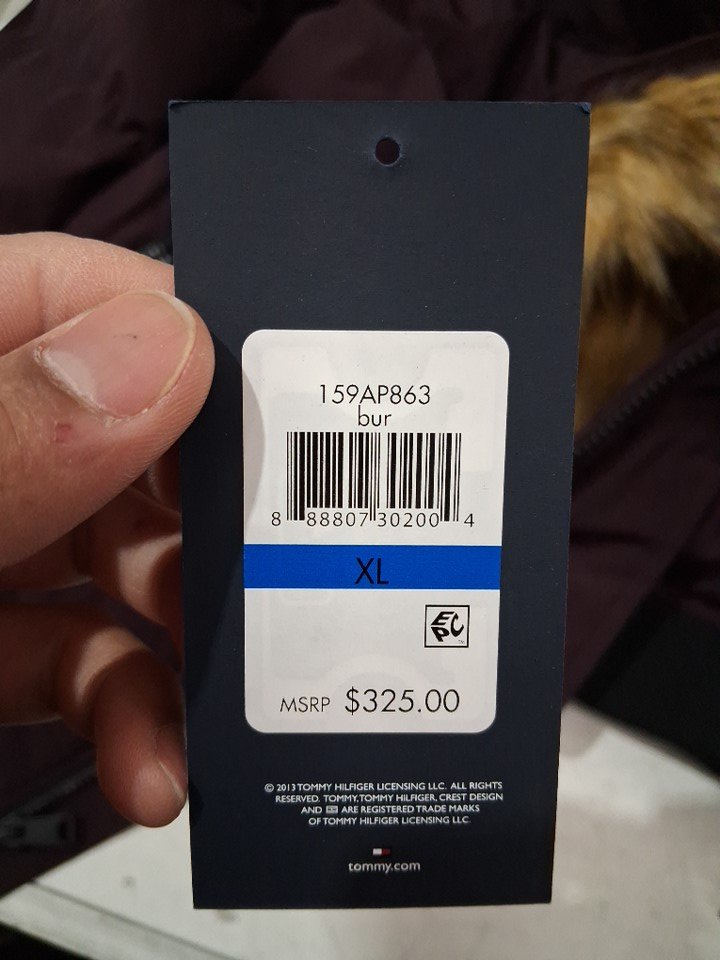 159AP863
bur
8 88807 30200 4
XL
EPC
MSRP $325.00
© 2013 TOMMY HILFIGER LICENSING LLC. ALL RIGHTS
RESERVED. TOMMY,TOMMY HILFIGER, CREST DESIGN
AND ARE REGISTERED TRADE MARKS
OF TOMMY HILFIGER LICENSING LLC.
tommy.com